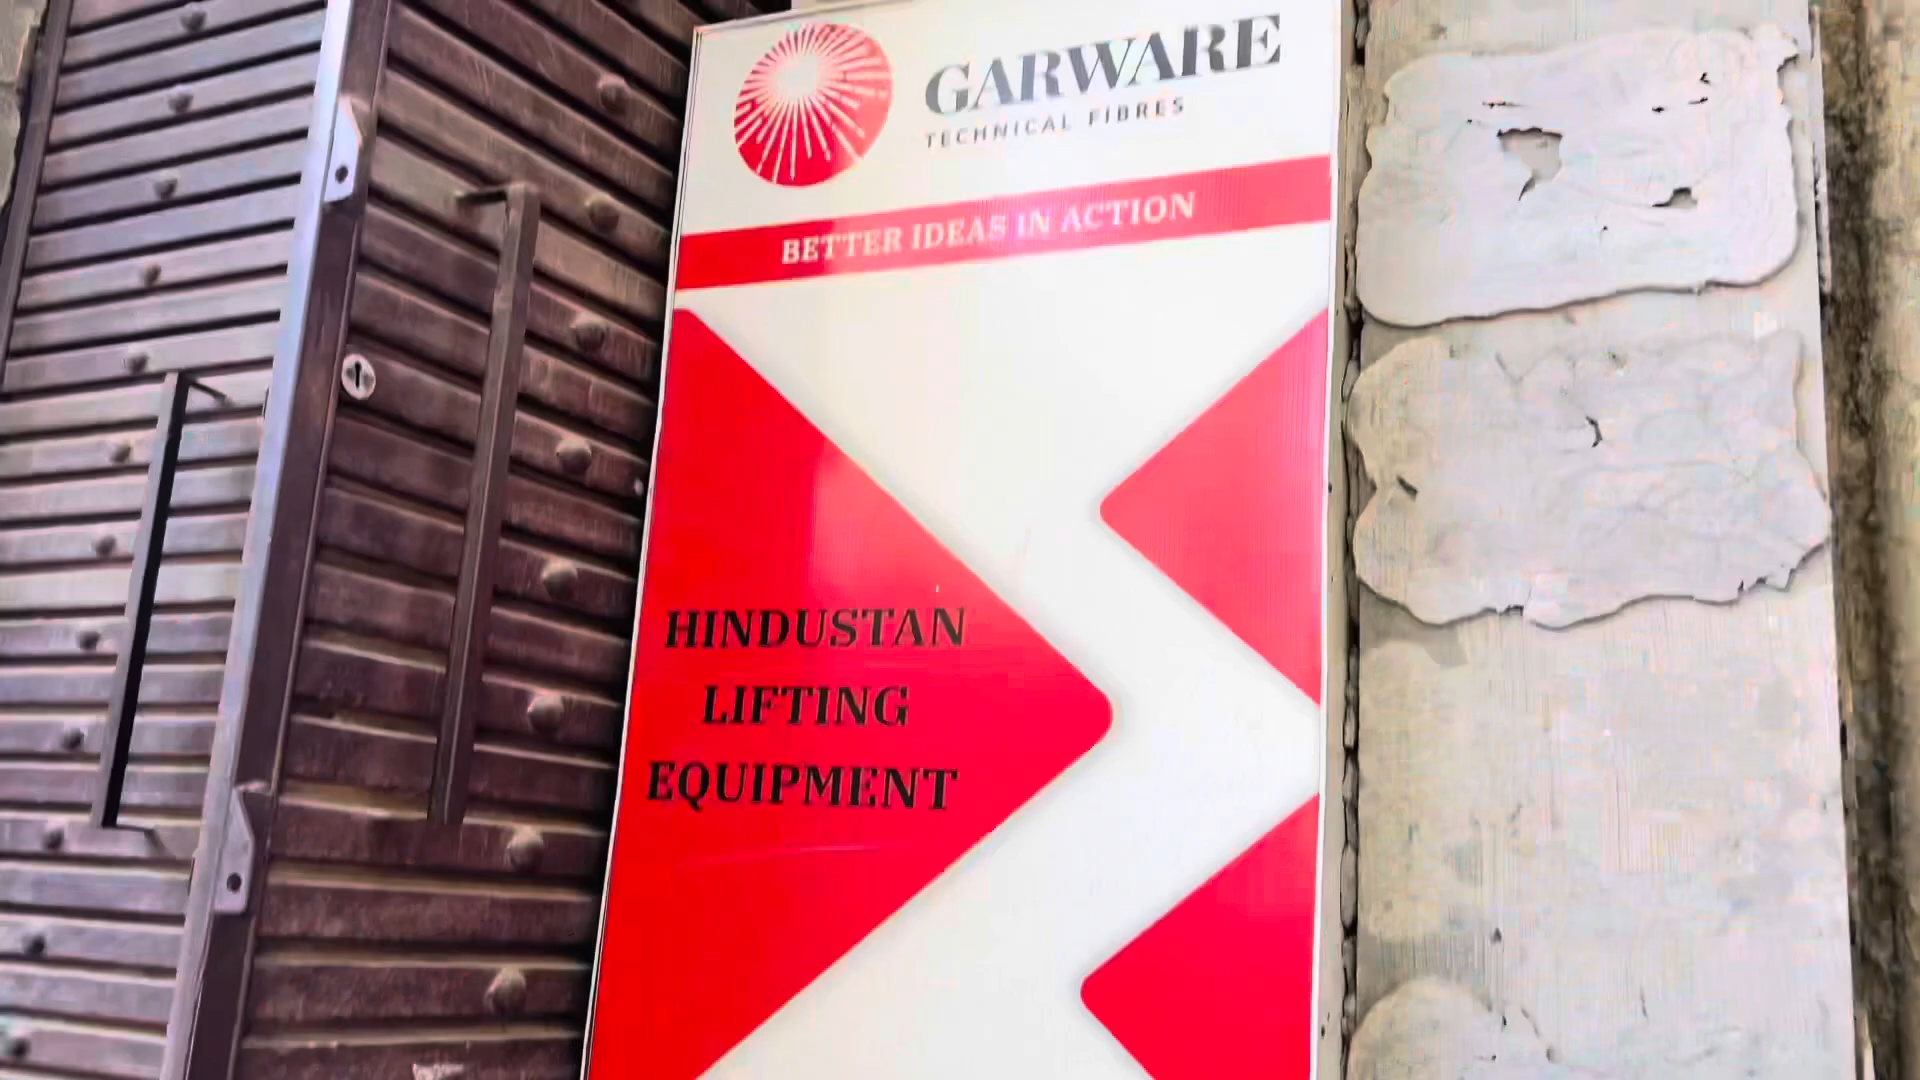 GARWARE
TECHNICAL FIBRES
BETTER IDEAS IN ACTION
HINDUSTAN
LIFTING
EQUIPMENT